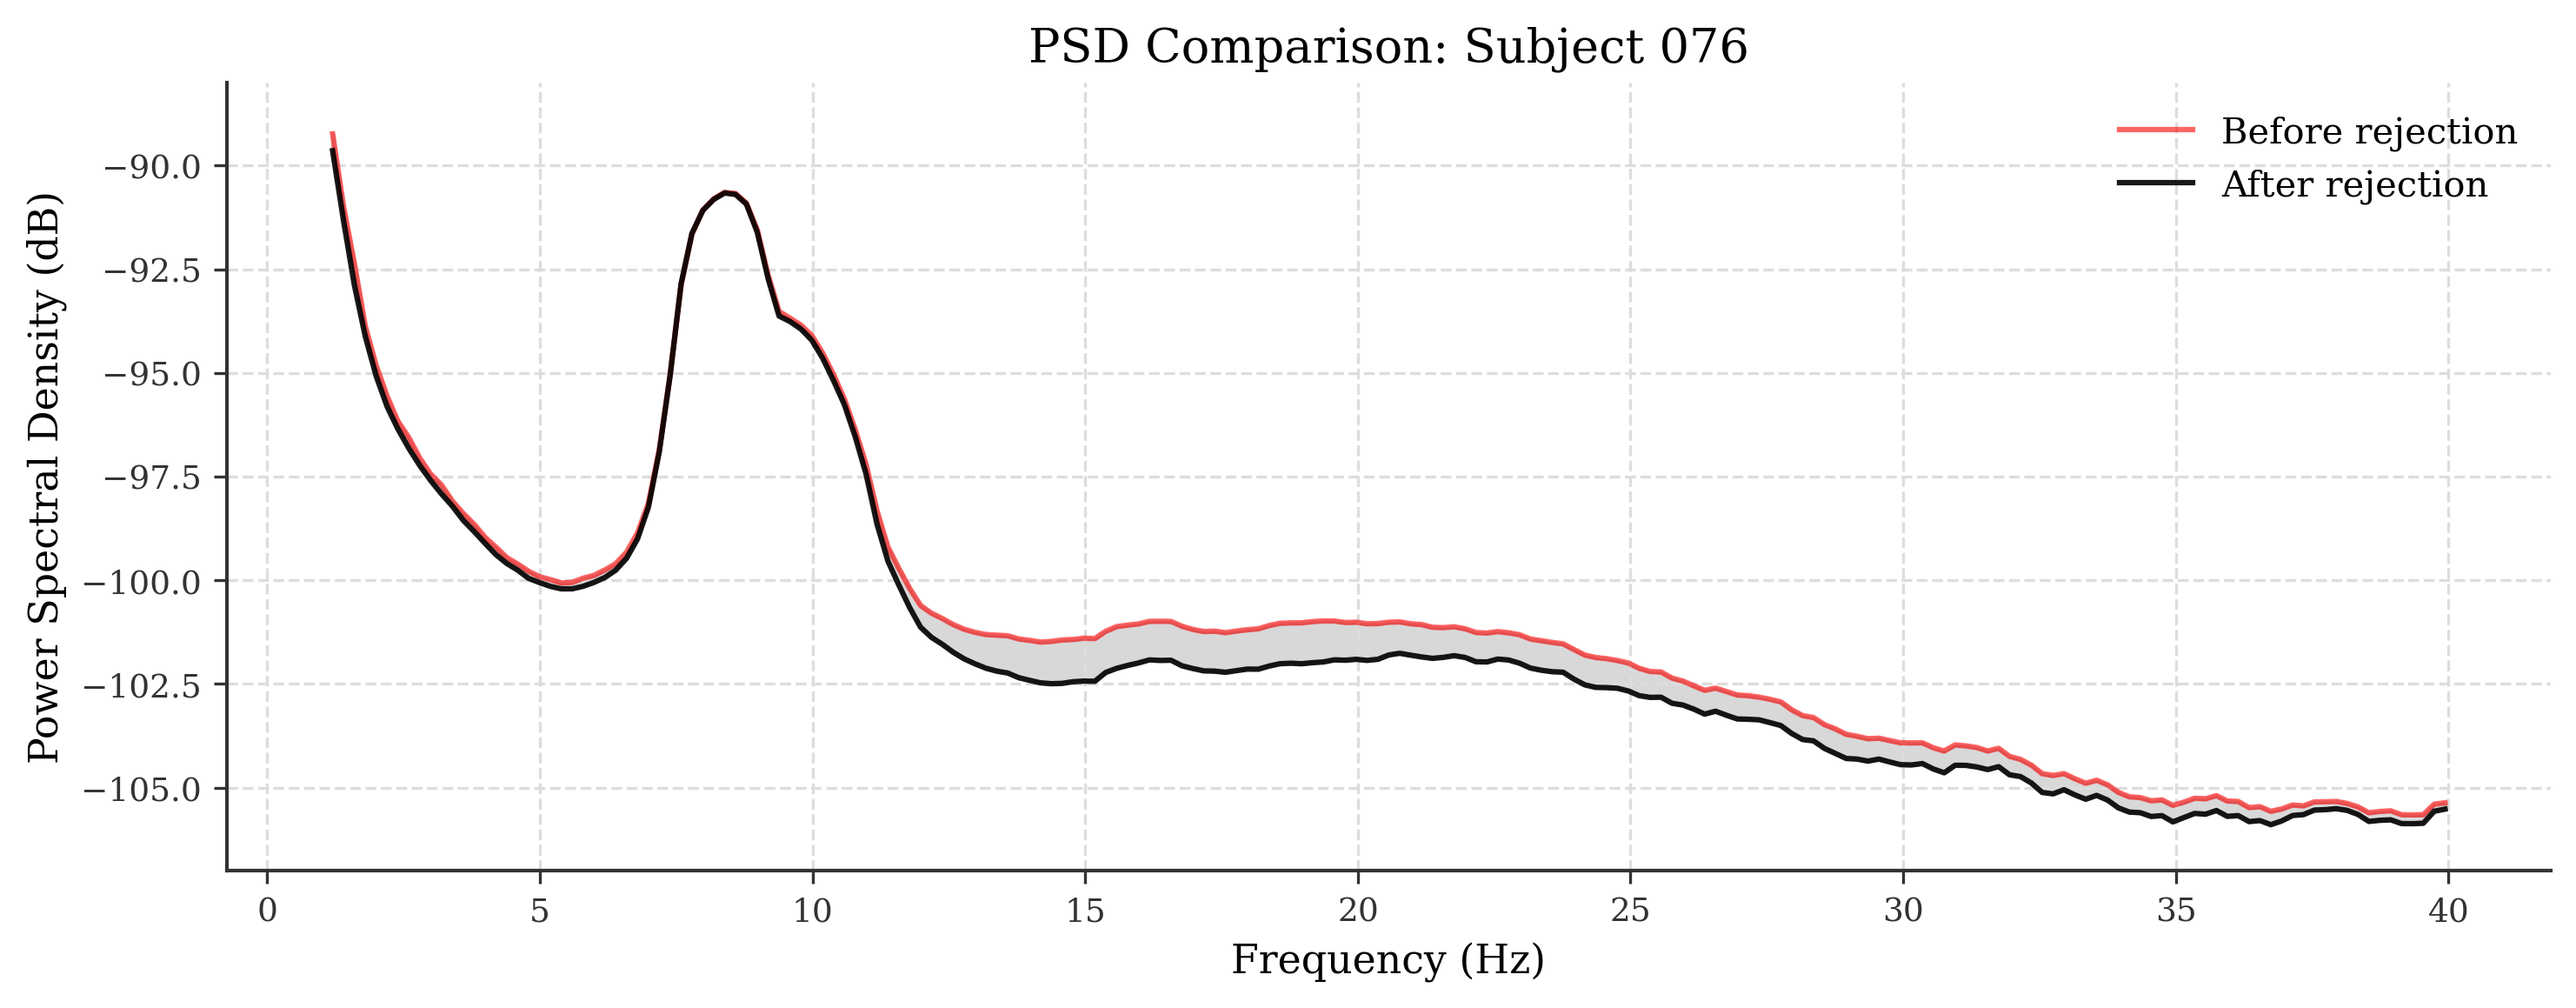 PSD Comparison: Subject 076
Before rejection
After rejection
Power Spectral Density (dB)
−90.0
−92.5
−95.0
−97.5
−100.0
−102.5
−105.0
0 5 10 15 20 25 30 35 40
Frequency (Hz)